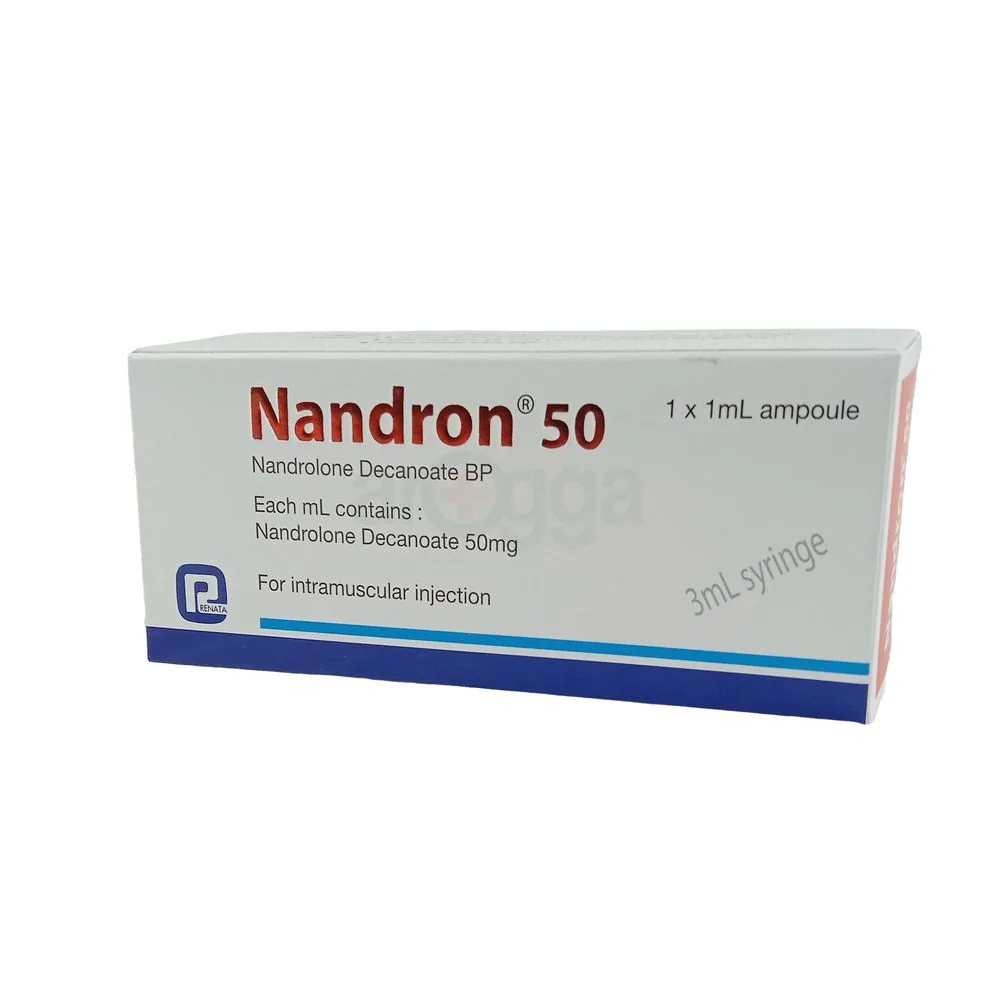 Nandron® 50
1 x 1mL ampoule
Nandrolone Decanoate BP
arogga
Each mL contains :
Nandrolone Decanoate 50mg
3mL syringe
For intramuscular injection
RENATA